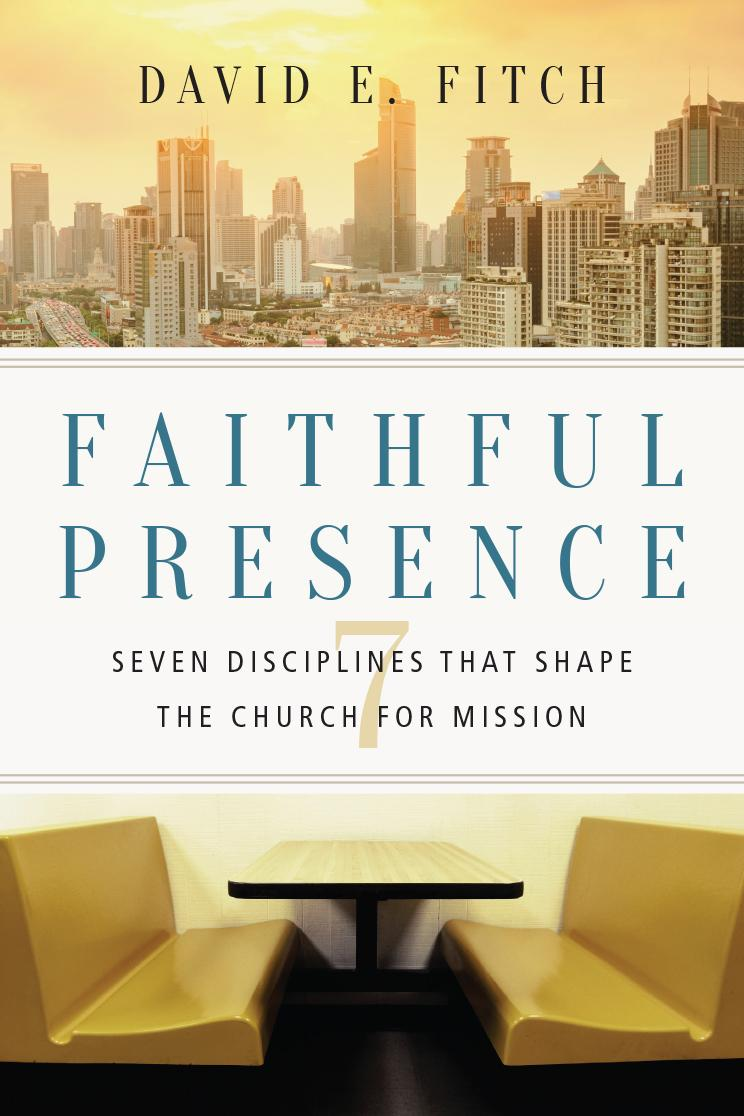 DAVID E. FITCH
FAITHFUL
PRESENCE
7
SEVEN DISCIPLINES THAT SHAPE
THE CHURCH FOR MISSION